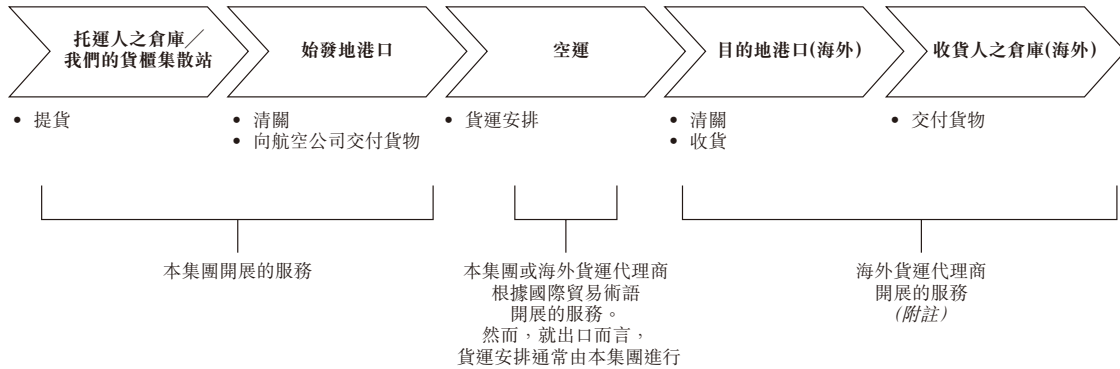 托運人之倉庫╱
我們的貨櫃集散站
始發地港口
空運
目的地港口(海外)
收貨人之倉庫(海外)
• 提貨
• 清關
• 向航空公司交付貨物
• 貨運安排
• 清關
• 收貨
• 交付貨物
本集團開展的服務
本集團或海外貨運代理商
根據國際貿易術語
開展的服務。
然而，就出口而言，
貨運安排通常由本集團進行
海外貨運代理商
開展的服務
(附註)